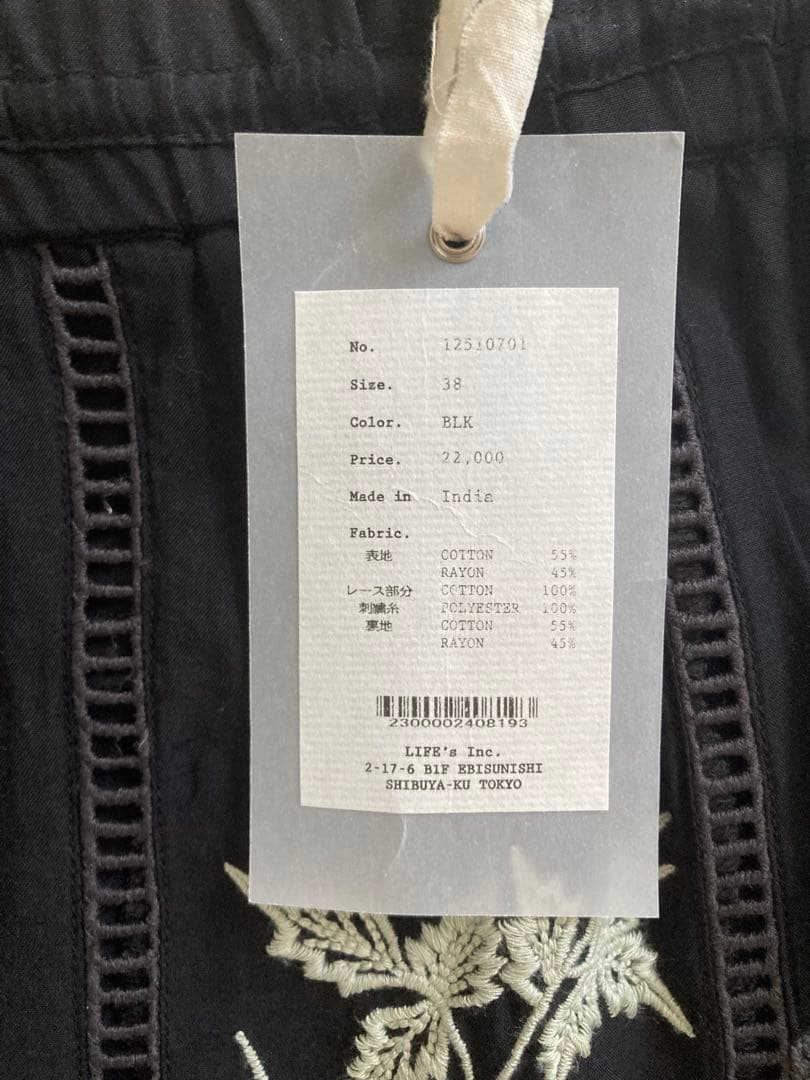 No. 12510701
Size. 38
Color. BLK
Price. 22,000
Made in India
Fabric.
表地 COTTON 55%
RAYON 45%
レース部分 COTTON 100%
刺繍糸 POLYESTER 100%
裏地 COTTON 55%
RAYON 45%
2300002408193
LIFE's Inc.
2-17-6 B1F EBISUNISHI
SHIBUYA-KU TOKYO